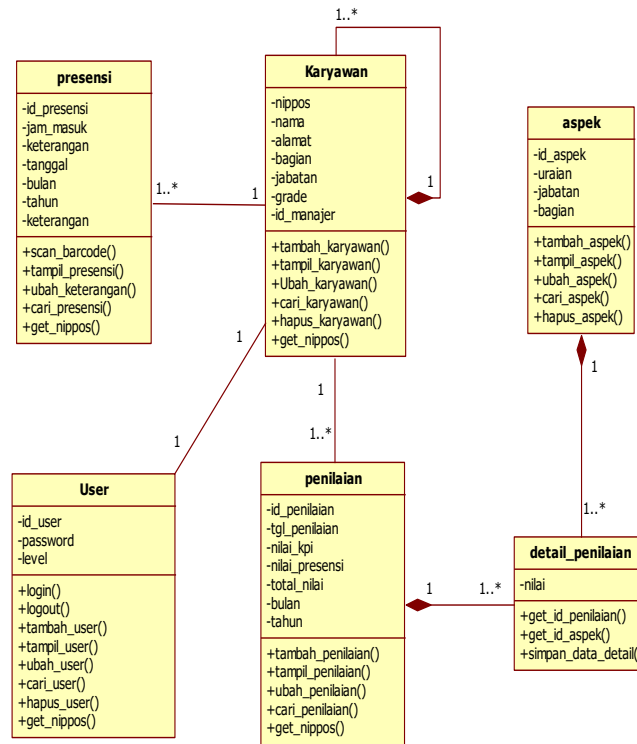 1..*
presensi
-id_presensi
-jam_masuk
-keterangan
-tanggal
-bulan
-tahun
-keterangan
+scan_barcode()
+tampil_presensi()
+ubah_keterangan()
+cari_presensi()
+get_nippos()
1..*
1
Karyawan
-nippos
-nama
-alamat
-bagian
-jabatan
-grade
-id_manajer
+tambah_karyawan()
+tampil_karyawan()
+Ubah_karyawan()
+cari_karyawan()
+hapus_karyawan()
+get_nippos()
1
aspek
-id_aspek
-uraian
-jabatan
-bagian
+tambah_aspek()
+tampil_aspek()
+ubah_aspek()
+cari_aspek()
+hapus_aspek()
1
1..*
1
1
1
1..*
User
-id_user
-password
-level
+login()
+logout()
+tambah_user()
+tampil_user()
+ubah_user()
+cari_user()
+hapus_user()
+get_nippos()
penilaian
-id_penilaian
-tgl_penilaian
-nilai_kpi
-nilai_presensi
-total_nilai
-bulan
-tahun
+tambah_penilaian()
+tampil_penilaian()
+ubah_penilaian()
+cari_penilaian()
+get_nippos()
1
1..*
detail_penilaian
-nilai
+get_id_penilaian()
+get_id_aspek()
+simpan_data_detail(